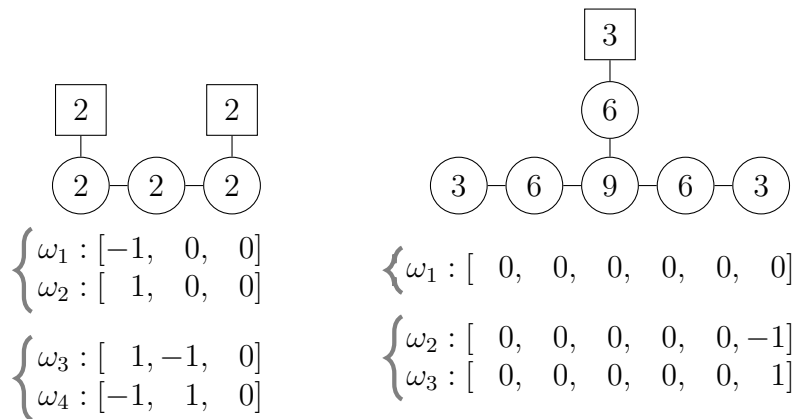 2 2
2 2 2
ω₁ : [−1, 0, 0]
ω₂ : [ 1, 0, 0]
ω₃ : [ 1, −1, 0]
ω₄ : [−1, 1, 0]
3
6
3 6 9 6 3
ω₁ : [ 0, 0, 0, 0, 0, 0]
ω₂ : [ 0, 0, 0, 0, 0, −1]
ω₃ : [ 0, 0, 0, 0, 0, 1]